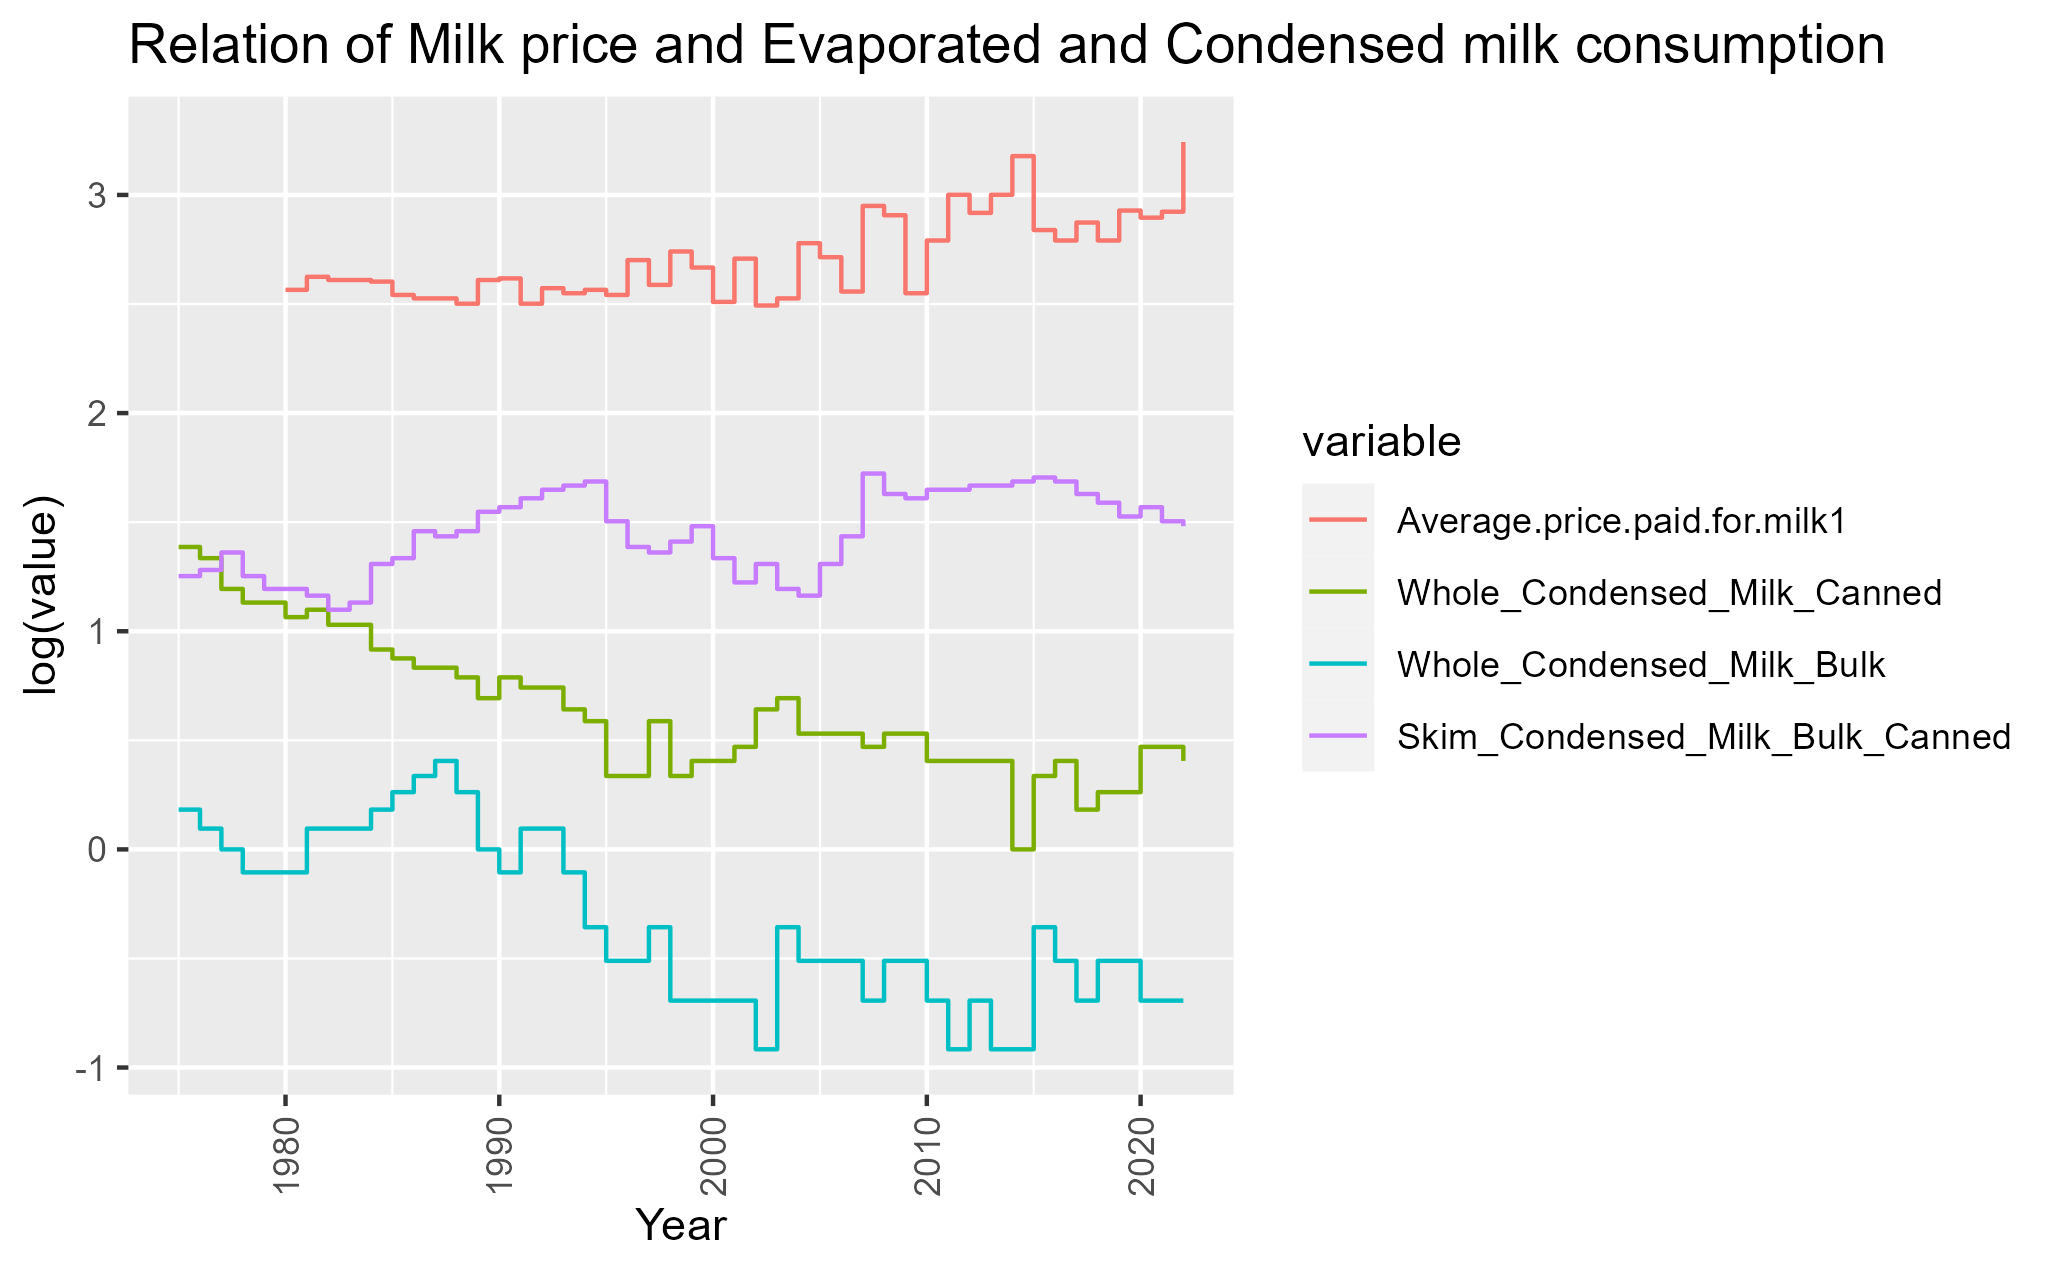 Relation of Milk price and Evaporated and Condensed milk consumption
3
2
1
0
-1
log(value)
1980
1990
2000
2010
2020
Year
variable
Average.price.paid.for.milk1
Whole_Condensed_Milk_Canned
Whole_Condensed_Milk_Bulk
Skim_Condensed_Milk_Bulk_Canned